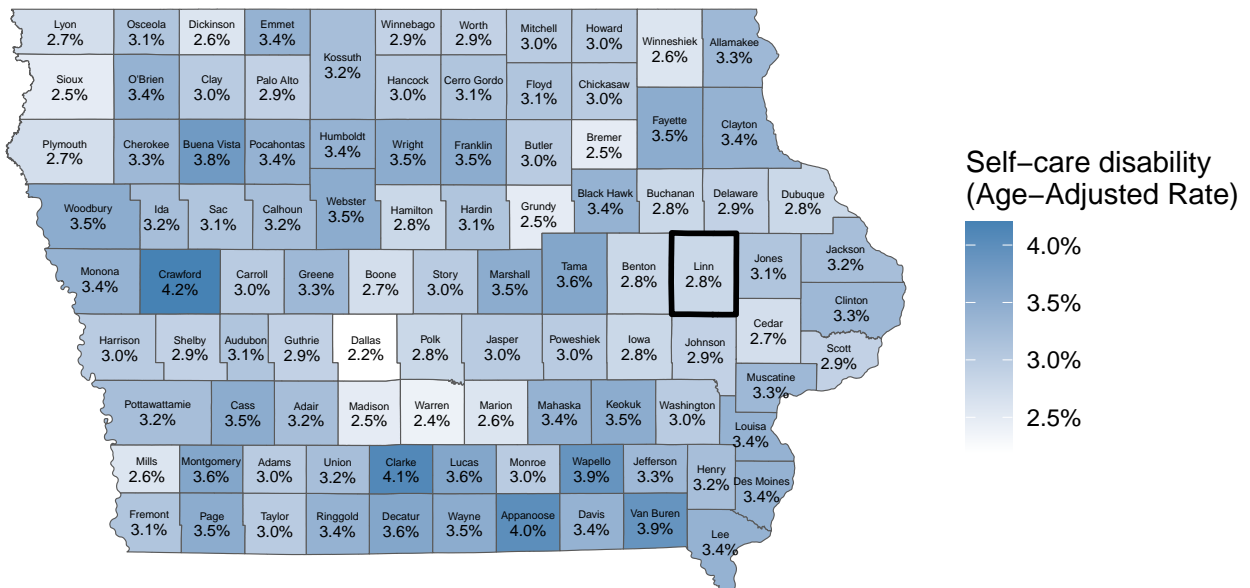 Lyon
2.7%
Osceola
3.1%
Dickinson
2.6%
Emmet
3.4%
Kossuth
3.2%
Winnebago
2.9%
Worth
2.9%
Mitchell
3.0%
Howard
3.0%
Winneshiek
2.6%
Allamakee
3.3%
Sioux
2.5%
O'Brien
3.4%
Clay
3.0%
Palo Alto
2.9%
Hancock
3.0%
Cerro Gordo
3.1%
Floyd
3.1%
Chickasaw
3.0%
Fayette
3.5%
Clayton
3.4%
Plymouth
2.7%
Cherokee
3.3%
Buena Vista
3.8%
Pocahontas
3.4%
Humboldt
3.4%
Wright
3.5%
Franklin
3.5%
Butler
3.0%
Bremer
2.5%
Woodbury
3.5%
Ida
3.2%
Sac
3.1%
Calhoun
3.2%
Webster
3.5%
Hamilton
2.8%
Hardin
3.1%
Grundy
2.5%
Black Hawk
3.4%
Buchanan
2.8%
Delaware
2.9%
Dubuque
2.8%
Monona
3.4%
Crawford
4.2%
Carroll
3.0%
Greene
3.3%
Boone
2.7%
Story
3.0%
Marshall
3.5%
Tama
3.6%
Benton
2.8%
Linn
2.8%
Jones
3.1%
Jackson
3.2%
Clinton
3.3%
Harrison
3.0%
Shelby
2.9%
Audubon
3.1%
Guthrie
2.9%
Dallas
2.2%
Polk
2.8%
Jasper
3.0%
Poweshiek
3.0%
Iowa
2.8%
Johnson
2.9%
Cedar
2.7%
Scott
2.9%
Muscatine
3.3%
Pottawattamie
3.2%
Cass
3.5%
Adair
3.2%
Madison
2.5%
Warren
2.4%
Marion
2.6%
Mahaska
3.4%
Keokuk
3.5%
Washington
3.0%
Louisa
3.4%
Mills
2.6%
Montgomery
3.6%
Adams
3.0%
Union
3.2%
Clarke
4.1%
Lucas
3.6%
Monroe
3.0%
Wapello
3.9%
Jefferson
3.3%
Henry
3.2%
Des Moines
3.4%
Fremont
3.1%
Page
3.5%
Taylor
3.0%
Ringgold
3.4%
Decatur
3.6%
Wayne
3.5%
Appanoose
4.0%
Davis
3.4%
Van Buren
3.9%
Lee
3.4%
Self−care disability
(Age−Adjusted Rate)
4.0%
3.5%
3.0%
2.5%